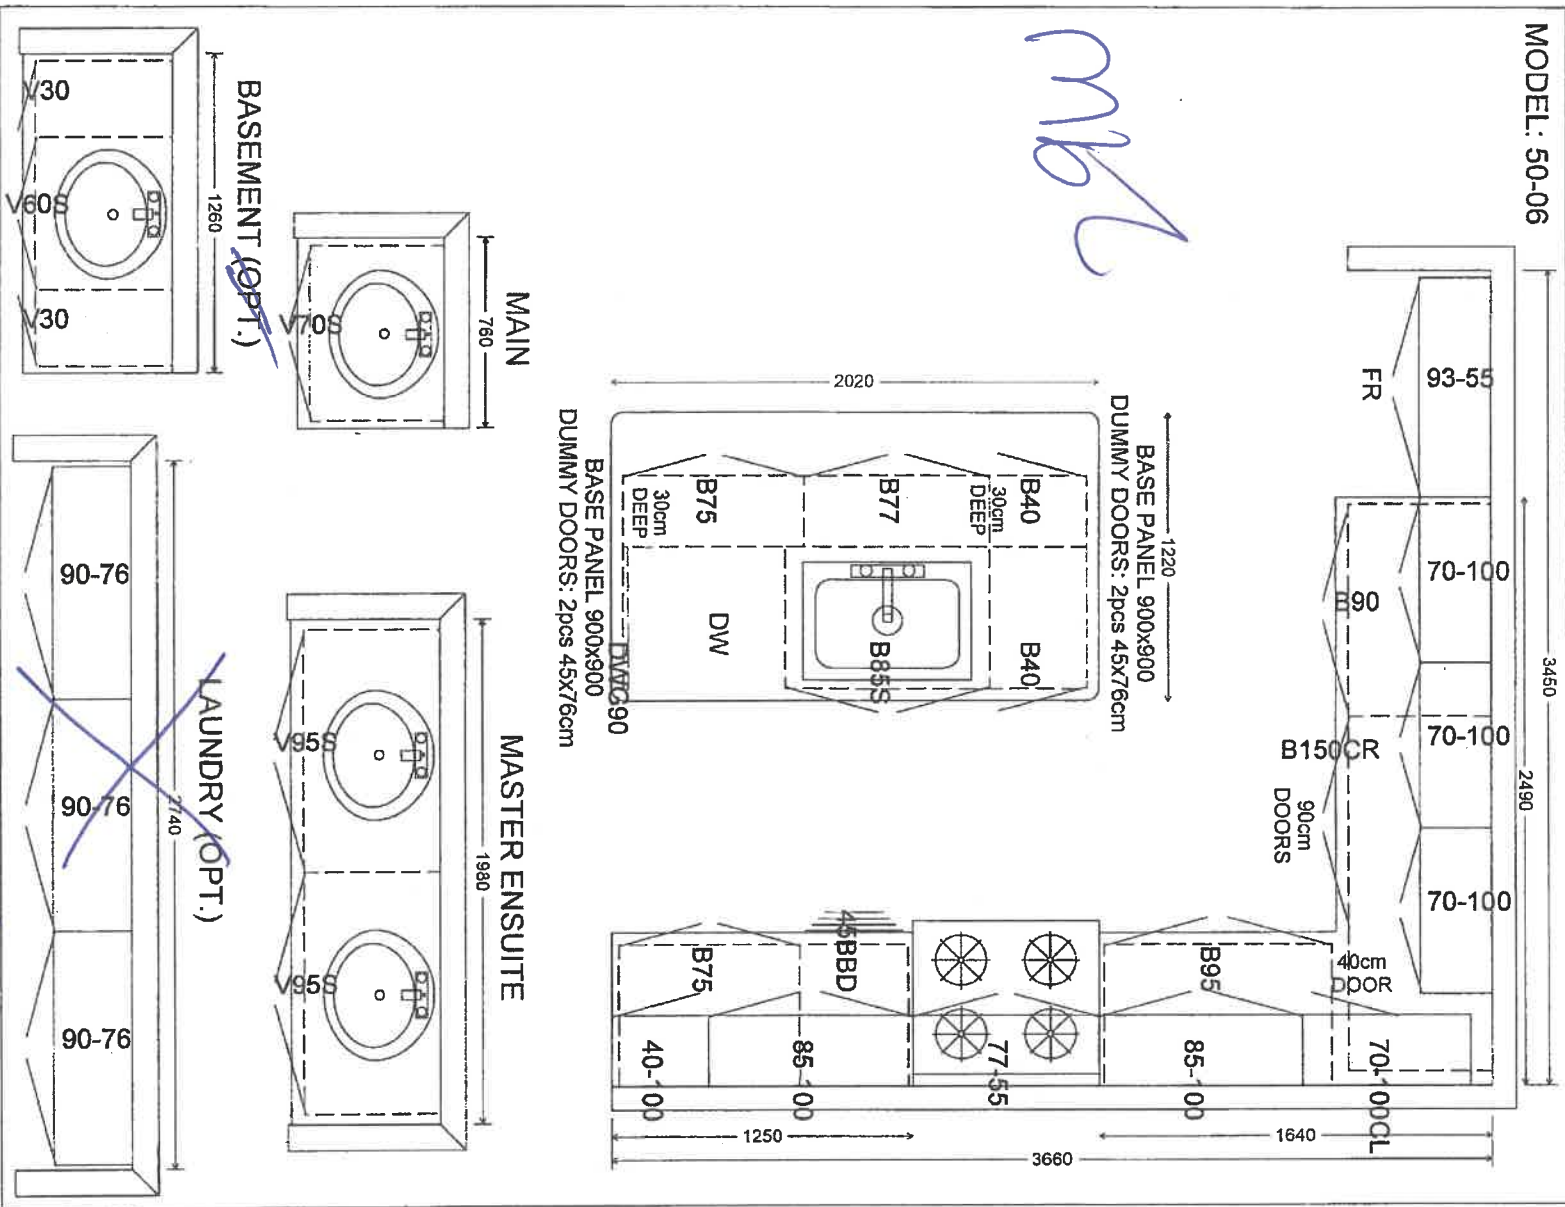 MODEL: 50-06
3450
2490
93-55
FR
70-100
70-100
70-100
B90
B150CR
90cm
DOORS
40cm
DOOR
70-100CL
B95
85-100
77-55
45BBD
85-100
B75
40-100
1640
1250
3660
1220
BASE PANEL 900x900
DUMMY DOORS: 2pcs 45x76cm
2020
B40
30cm
DEEP
B77
B75
30cm
DEEP
B40
B85S
DW
DWG90
BASE PANEL 900x900
DUMMY DOORS: 2pcs 45x76cm
MAIN
760
V70S
MASTER ENSUITE
1980
V95S
V95S
BASEMENT (OPT.)
1260
V30
V60S
V30
LAUNDRY (OPT.)
2740
90-76
90-76
90-76